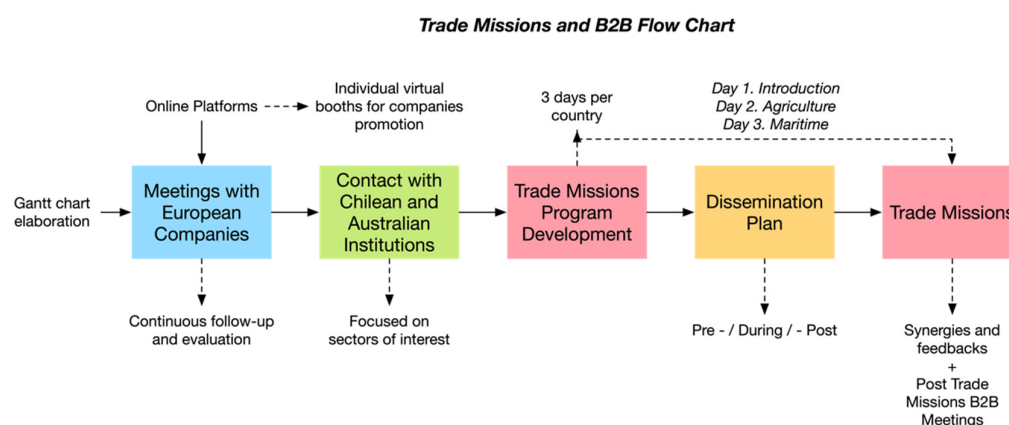 Trade Missions and B2B Flow Chart
Online Platforms
Individual virtual
booths for companies
promotion
3 days per
country
Day 1. Introduction
Day 2. Agriculture
Day 3. Maritime
Gantt chart
elaboration
Meetings with
European
Companies
Contact with
Chilean and
Australian
Institutions
Trade Missions
Program
Development
Dissemination
Plan
Trade Missions
Continuous follow-up
and evaluation
Focused on
sectors of interest
Pre - / During / - Post
Synergies and
feedbacks
+
Post Trade
Missions B2B
Meetings